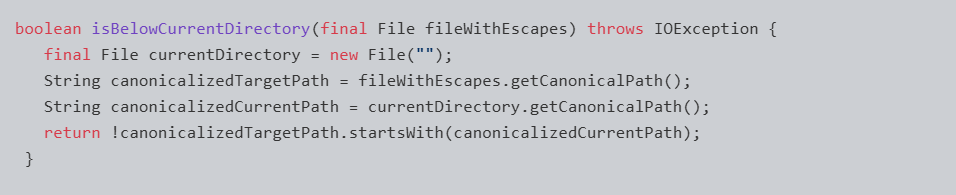 boolean isBelowCurrentDirectory(final File fileWithEscapes) throws IOException {
final File currentDirectory = new File("");
String canonicalizedTargetPath = fileWithEscapes.getCanonicalPath();
String canonicalizedCurrentPath = currentDirectory.getCanonicalPath();
return !canonicalizedTargetPath.startsWith(canonicalizedCurrentPath);
}